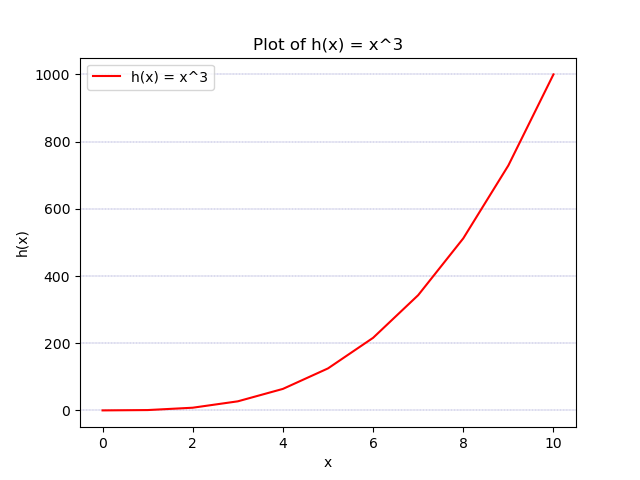 Plot of h(x) = x^3
h(x) = x^3
1000
800
600
400
200
0
h(x)
0 2 4 6 8 10
x